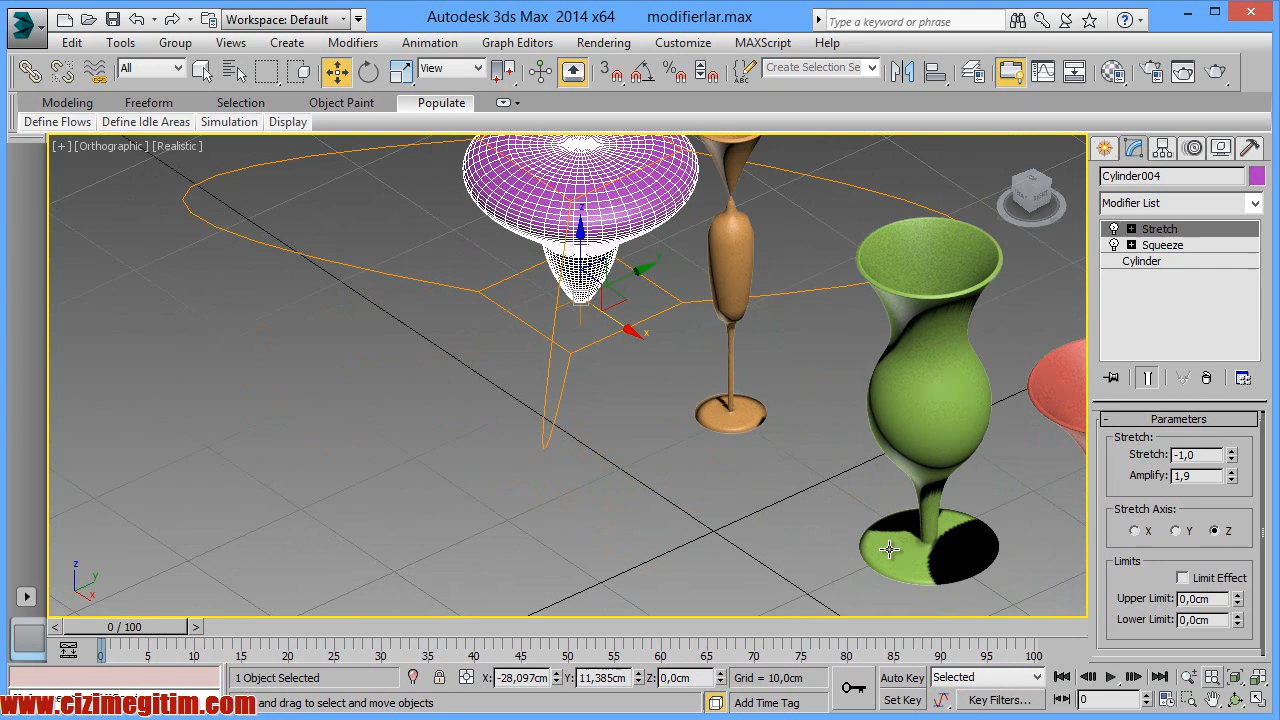 Workspace: Default
Autodesk 3ds Max 2014 x64 modifierlar.max
Type a keyword or phrase
Edit Tools Group Views Create Modifiers Animation Graph Editors Rendering Customize MAXScript Help
All
View
3
ABC
Create Selection Se
Modeling Freeform Selection Object Paint Populate
Define Flows Define Idle Areas Simulation Display
[+] [Orthographic] [Realistic]
Cylinder004
Modifier List
Stretch
Squeeze
Cylinder
Parameters
Stretch:
Stretch: -1,0
Amplify: 1,9
Stretch Axis:
X Y Z
Limits
Limit Effect
Upper Limit: 0,0cm
Lower Limit: 0,0cm
z
x
z
y
x
0 / 100
0 5 10 15 20 25 30 35 40 45 50 55 60 65 70 75 80 85 90 95 100
1 Object Selected X: -28,097cm Y: 11,385cm Z: 0,0cm Grid = 10,0cm Auto Key Selected
www.cizimegitim.com and drag to select and move objects Add Time Tag Set Key Key Filters... 0